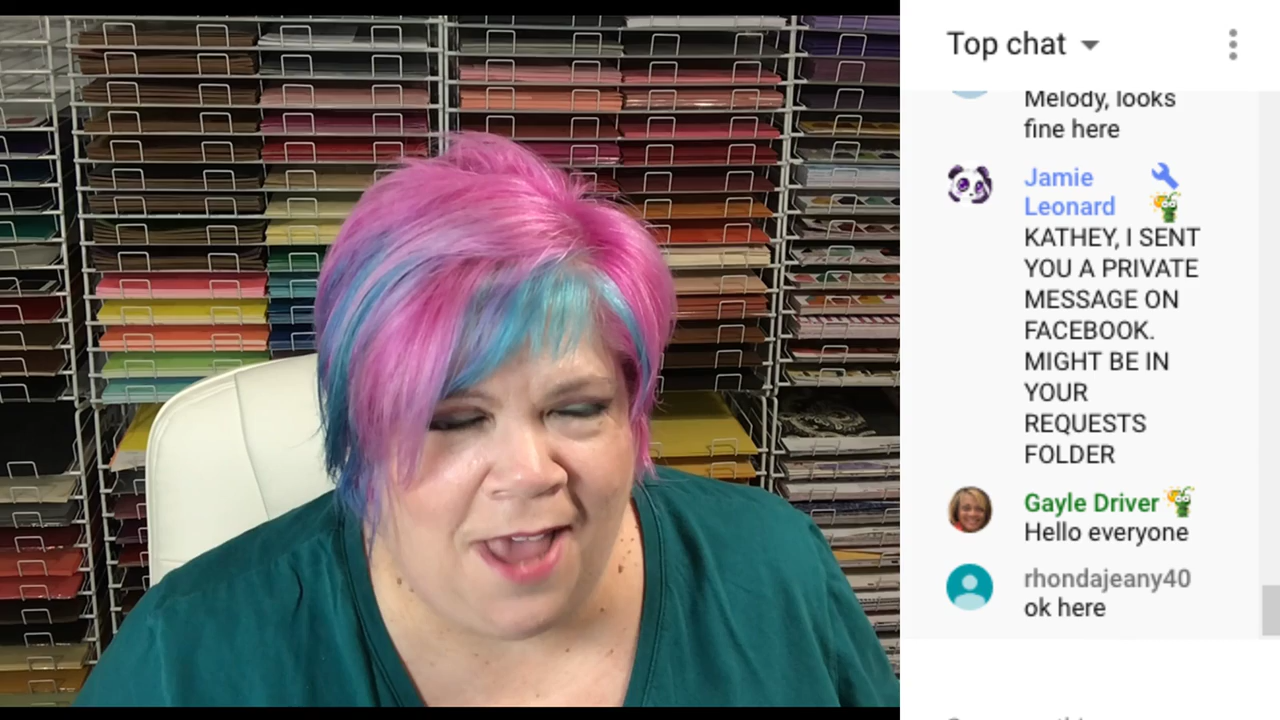 Top chat
Melody, looks
fine here
Jamie
Leonard
KATHEY, I SENT
YOU A PRIVATE
MESSAGE ON
FACEBOOK.
MIGHT BE IN
YOUR
REQUESTS
FOLDER
Gayle Driver
Hello everyone
rhondajeany40
ok here